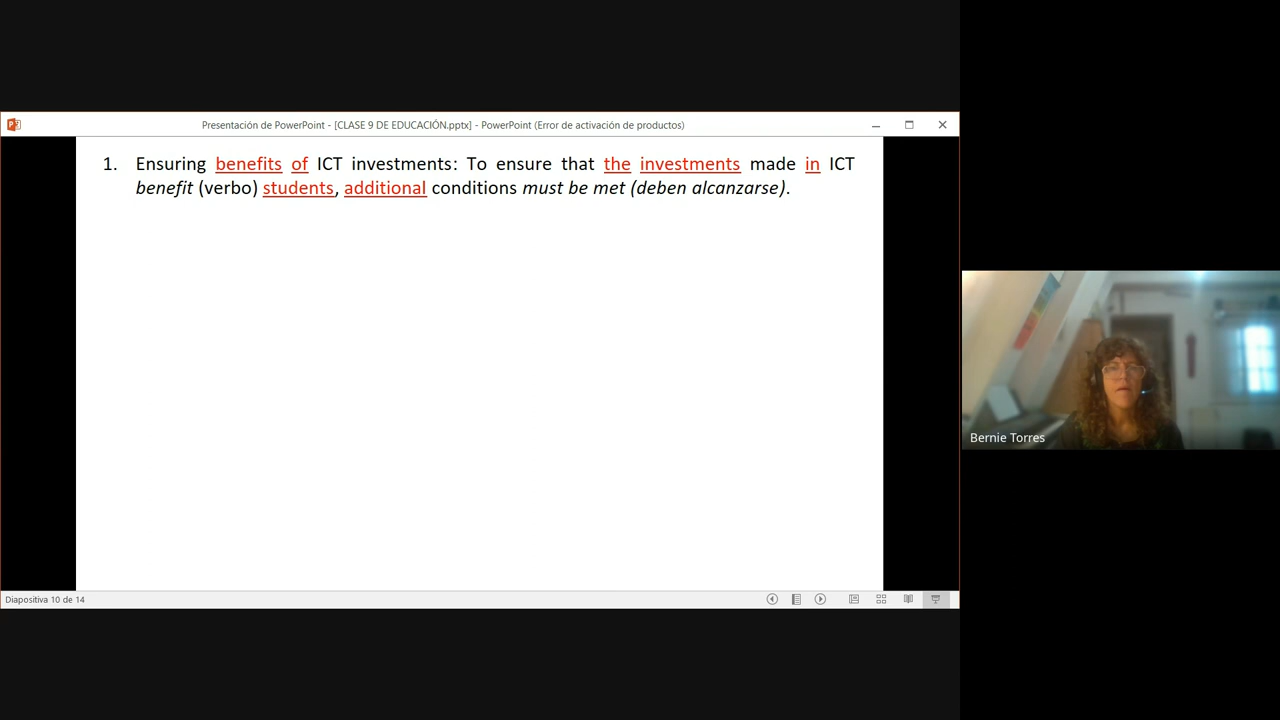 Presentación de PowerPoint - [CLASE 9 DE EDUCACIÓN.pptx] - PowerPoint (Error de activación de productos)
1. Ensuring benefits of ICT investments: To ensure that the investments made in ICT
benefit (verbo) students, additional conditions must be met (deben alcanzarse).
Bernie Torres
Diapositiva 10 de 14